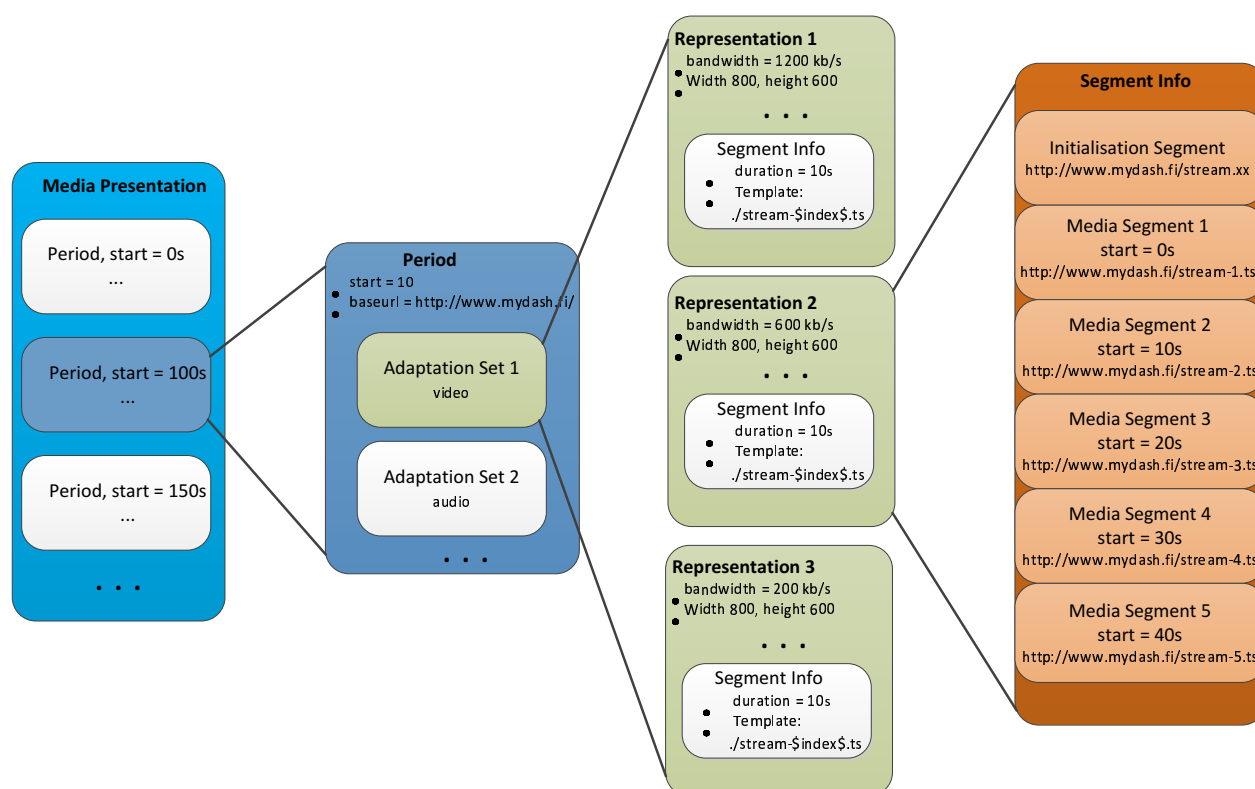 Media Presentation
Period, start = 0s
...
Period, start = 100s
...
Period, start = 150s
...
. . .
Period
• start = 10
• baseurl = http://www.mydash.fi/
Adaptation Set 1
video
Adaptation Set 2
audio
. . .
Representation 1
• bandwidth = 1200 kb/s
• Width 800, height 600
. . .
Segment Info
• duration = 10s
• Template:
./stream-$index$.ts
Representation 2
• bandwidth = 600 kb/s
• Width 800, height 600
. . .
Segment Info
• duration = 10s
• Template:
./stream-$index$.ts
Representation 3
• bandwidth = 200 kb/s
• Width 800, height 600
. . .
Segment Info
• duration = 10s
• Template:
./stream-$index$.ts
Segment Info
Initialisation Segment
http://www.mydash.fi/stream.xx
Media Segment 1
start = 0s
http://www.mydash.fi/stream-1.ts
Media Segment 2
start = 10s
http://www.mydash.fi/stream-2.ts
Media Segment 3
start = 20s
http://www.mydash.fi/stream-3.ts
Media Segment 4
start = 30s
http://www.mydash.fi/stream-4.ts
Media Segment 5
start = 40s
http://www.mydash.fi/stream-5.ts